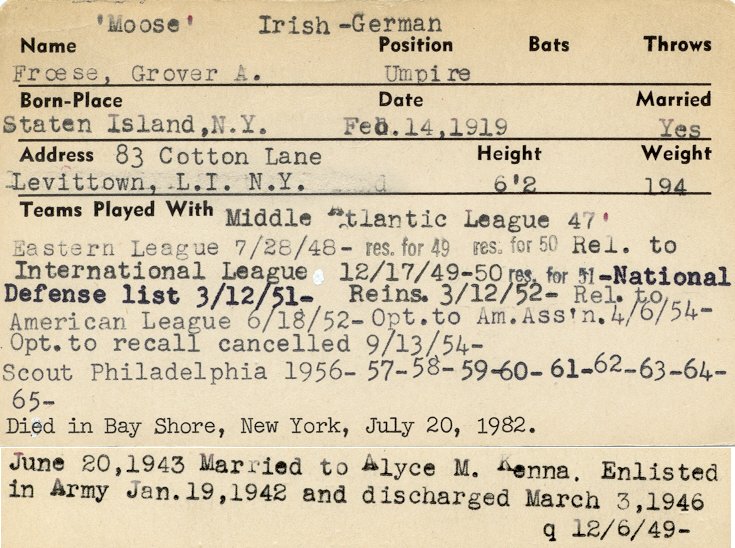 'Moose' Irish-German
Name Position Bats Throws
Froese, Grover A. Umpire
Born-Place Date Married
Staten Island,N.Y. Feb.14,1919 Yes
Address 83 Cotton Lane Height Weight
Levittown, L.I. N.Y. 6'2 194
Teams Played With Middle Atlantic League 47'
Eastern League 7/28/48- res. for 49 res. for 50 Rel. to
International League 12/17/49-50 res. for 51-National
Defense list 3/12/51- Reins. 3/12/52- Rel. to
American League 6/18/52- Opt.to Am.Ass'n.4/6/54-
Opt.to recall cancelled 9/13/54-
Scout Philadelphia 1956- 57-58-59-60- 61-62-63-64-
65-
Died in Bay Shore, New York, July 20, 1982.
June 20,1943 Married to Alyce M. Kenna. Enlisted
in Army Jan.19,1942 and discharged March 3,1946
q 12/6/49-